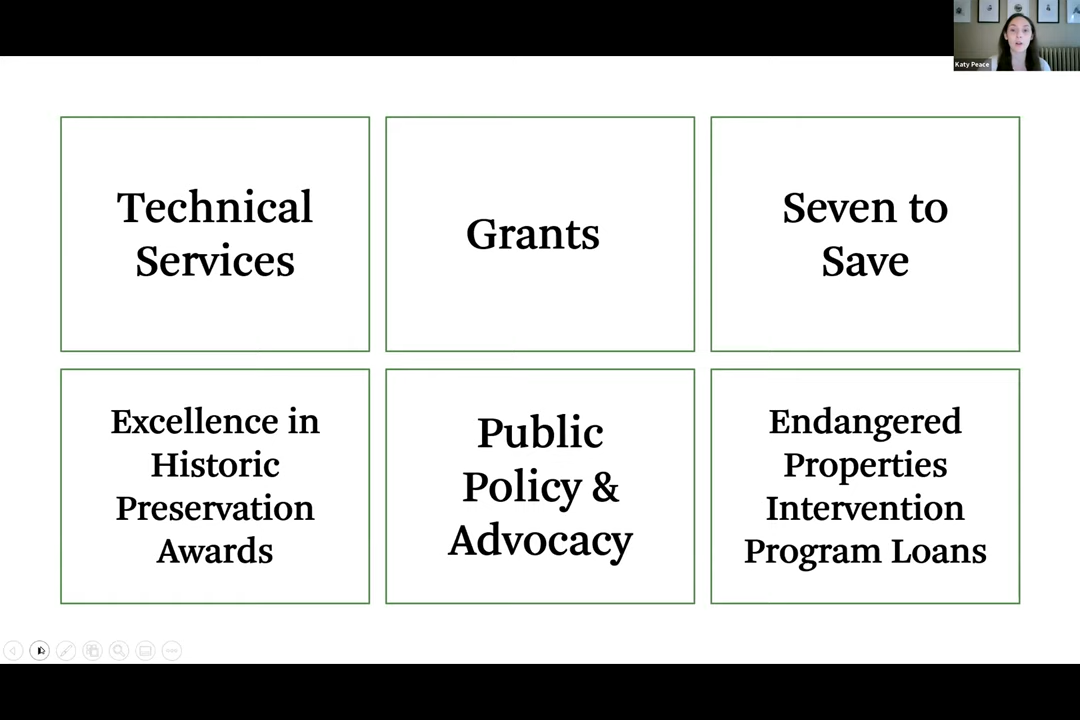 Katy Peace
Technical
Services
Grants
Seven to
Save
Excellence in
Historic
Preservation
Awards
Public
Policy &
Advocacy
Endangered
Properties
Intervention
Program Loans